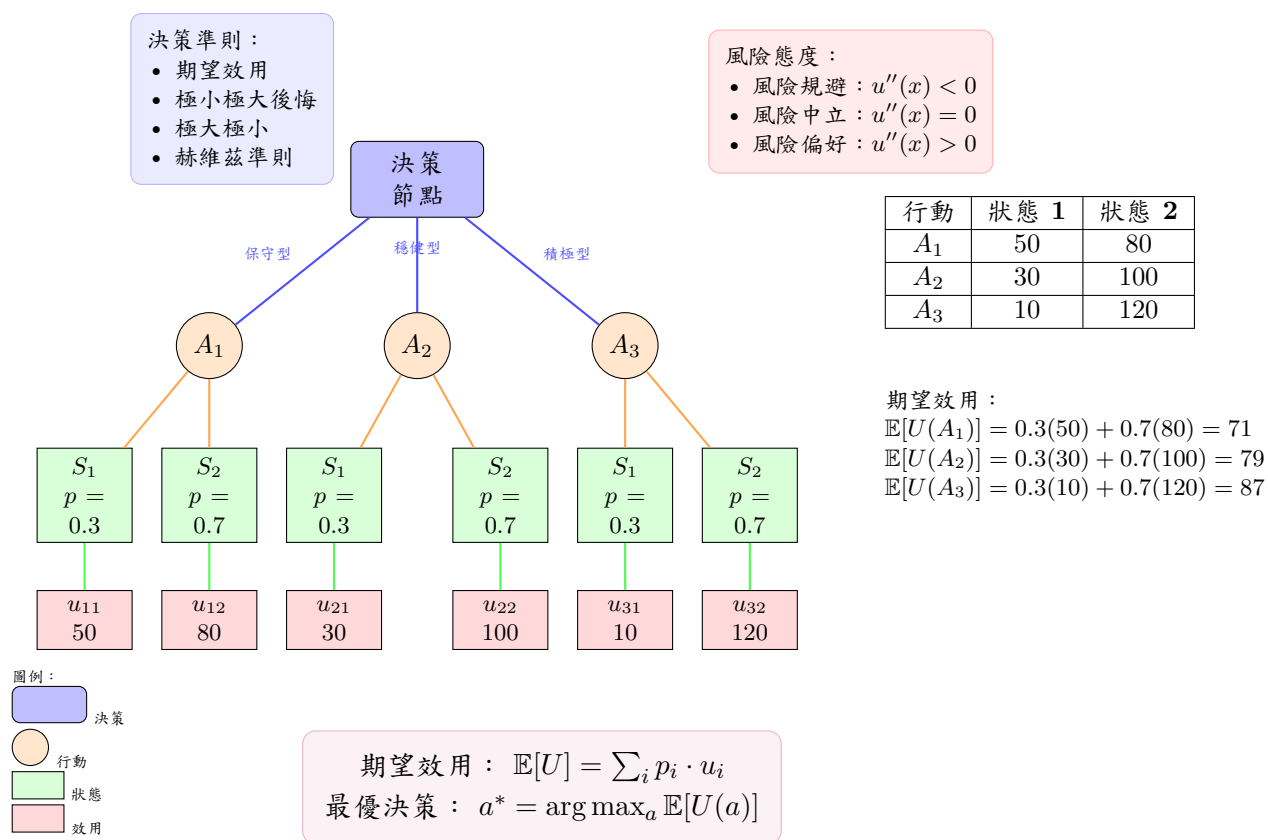 決策準則：
• 期望效用
• 極小極大後悔
• 極大極小
• 赫維茲準則
風險態度：
• 風險規避：u′′(x) < 0
• 風險中立：u′′(x) = 0
• 風險偏好：u′′(x) > 0
決策
節點
保守型 穩健型 積極型
行動 狀態 1 狀態 2
A₁ 50 80
A₂ 30 100
A₃ 10 120
A₁ A₂ A₃
期望效用：
𝔼[U(A₁)] = 0.3(50) + 0.7(80) = 71
𝔼[U(A₂)] = 0.3(30) + 0.7(100) = 79
𝔼[U(A₃)] = 0.3(10) + 0.7(120) = 87
S₁ S₂ S₁ S₂ S₁ S₂
p = p = p = p = p = p =
0.3 0.7 0.3 0.7 0.3 0.7
u₁₁ u₁₂ u₂₁ u₂₂ u₃₁ u₃₂
50 80 30 100 10 120
圖例：
決策
行動
狀態
效用
期望效用： 𝔼[U] = ∑ᵢ pᵢ · uᵢ
最優決策： a* = arg maxₐ 𝔼[U(a)]